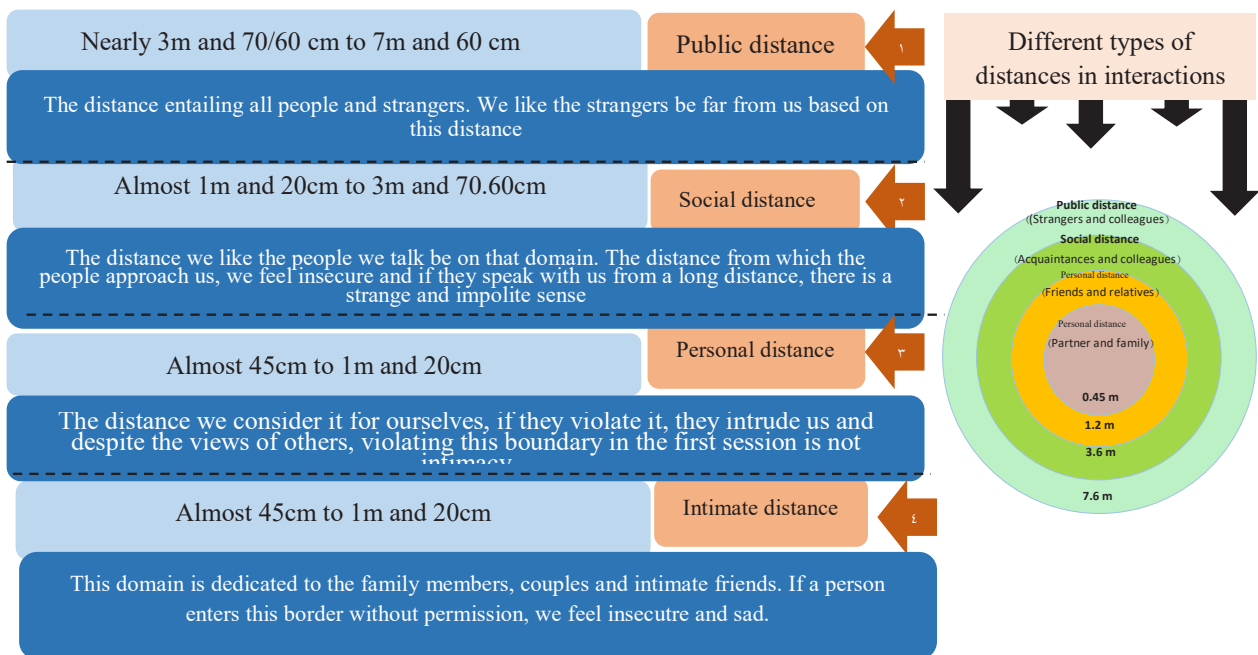 Nearly 3m and 70/60 cm to 7m and 60 cm
Public distance
١
The distance entailing all people and strangers. We like the strangers be far from us based on
this distance
Almost 1m and 20cm to 3m and 70.60cm
Social distance
٢
The distance we like the people we talk be on that domain. The distance from which the
people approach us, we feel insecure and if they speak with us from a long distance, there is a
strange and impolite sense
Almost 45cm to 1m and 20cm
Personal distance
٣
The distance we consider it for ourselves, if they violate it, they intrude us and
despite the views of others, violating this boundary in the first session is not
intimacy
Almost 45cm to 1m and 20cm
Intimate distance
٤
This domain is dedicated to the family members, couples and intimate friends. If a person
enters this border without permission, we feel insecutre and sad.
Different types of
distances in interactions
Public distance
((Strangers and colleagues)
Social distance
(Acquaintances and colleagues)
Personal distance
(Friends and relatives)
Personal distance
(Partner and family)
0.45 m
1.2 m
3.6 m
7.6 m